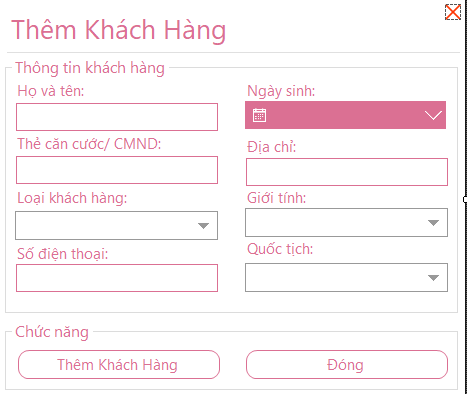 Thêm Khách Hàng
Thông tin khách hàng
Họ và tên:
Ngày sinh:
Thẻ căn cước/ CMND:
Địa chỉ:
Loại khách hàng:
Giới tính:
Số điện thoại:
Quốc tịch:
Chức năng
Thêm Khách Hàng
Đóng